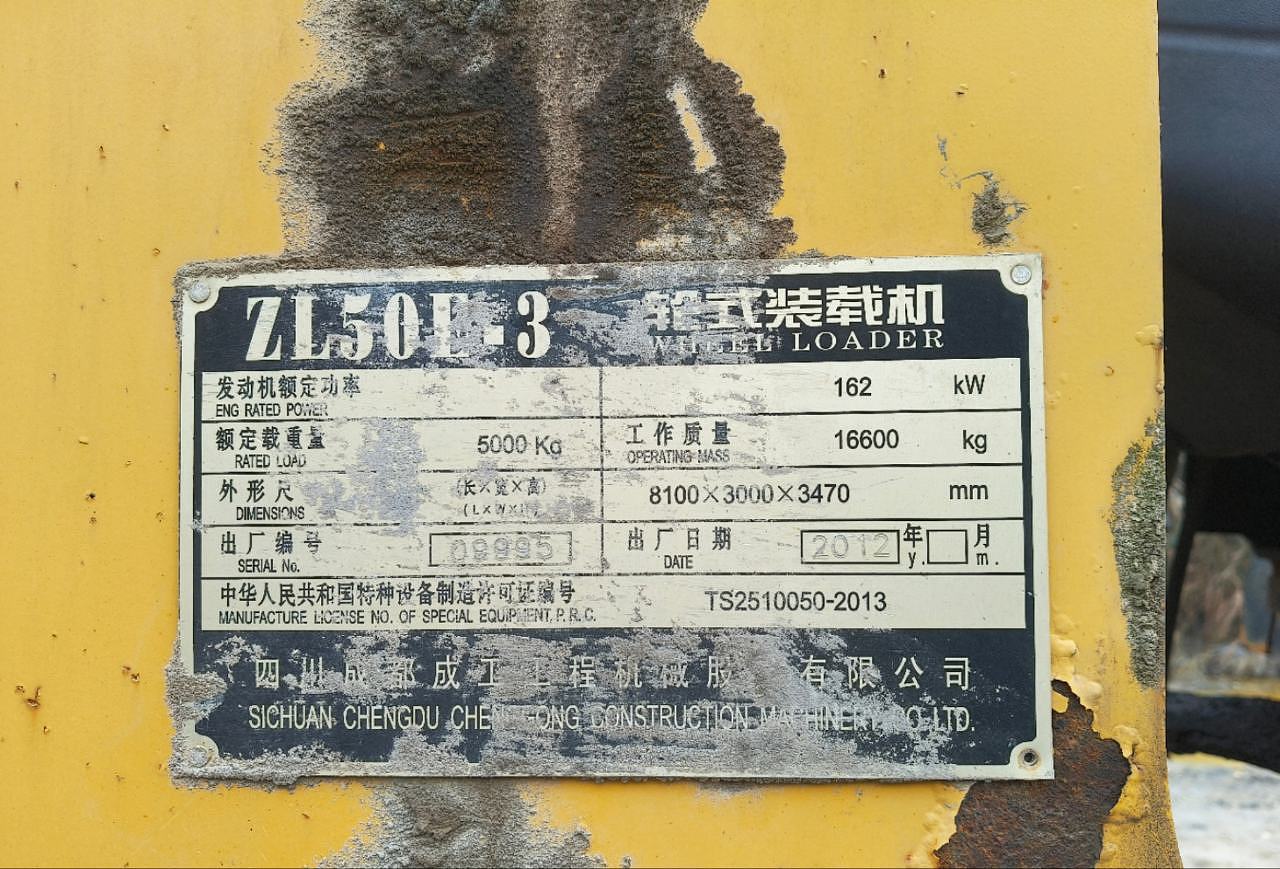 ZL50E-3 轮式装载机
WHEEL LOADER
发动机额定功率 162 kW
ENG RATED POWER
额定载重量 5000 Kg 工作质量 16600 kg
RATED LOAD OPERATING MASS
外形尺 (长×宽×高) 8100×3000×3470 mm
DIMENSIONS (L×W×H)
出厂编号 09995 出厂日期 2012 年 月
SERIAL No. DATE y. m.
中华人民共和国特种设备制造许可证编号 TS2510050-2013
MANUFACTURE LICENSE NO. OF SPECIAL EQUIPMENT, P.R.C.
四川成都成工工程机械股 有限公司
SICHUAN CHENGDU CONSTRUCTION MACHINERY CO.LTD.